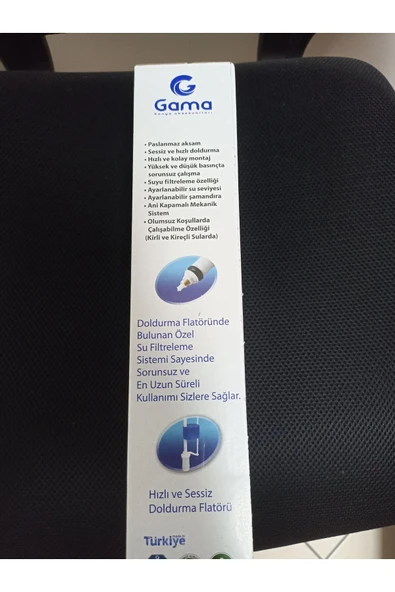 Gama
banyo aksesuarları
• Paslanmaz aksam
• Sessiz ve hızlı doldurma
• Hızlı ve kolay montaj
• Yüksek ve düşük basınçta
sorunsuz çalışma
• Suyu filtreleme özelliği
• Ayarlanabilir su seviyesi
• Ayarlanabilir şamandıra
• Ani Kapamalı Mekanik
Sistem
• Olumsuz Koşullarda
Çalışabilme Özelliği
(Kirli ve Kireçli Sularda)
Doldurma Flatöründe
Bulunan Özel
Su Filtreleme
Sistemi Sayesinde
Sorunsuz ve
En Uzun Süreli
Kullanımı Sizlere Sağlar.
Hızlı ve Sessiz
Doldurma Flatörü
Türkiye